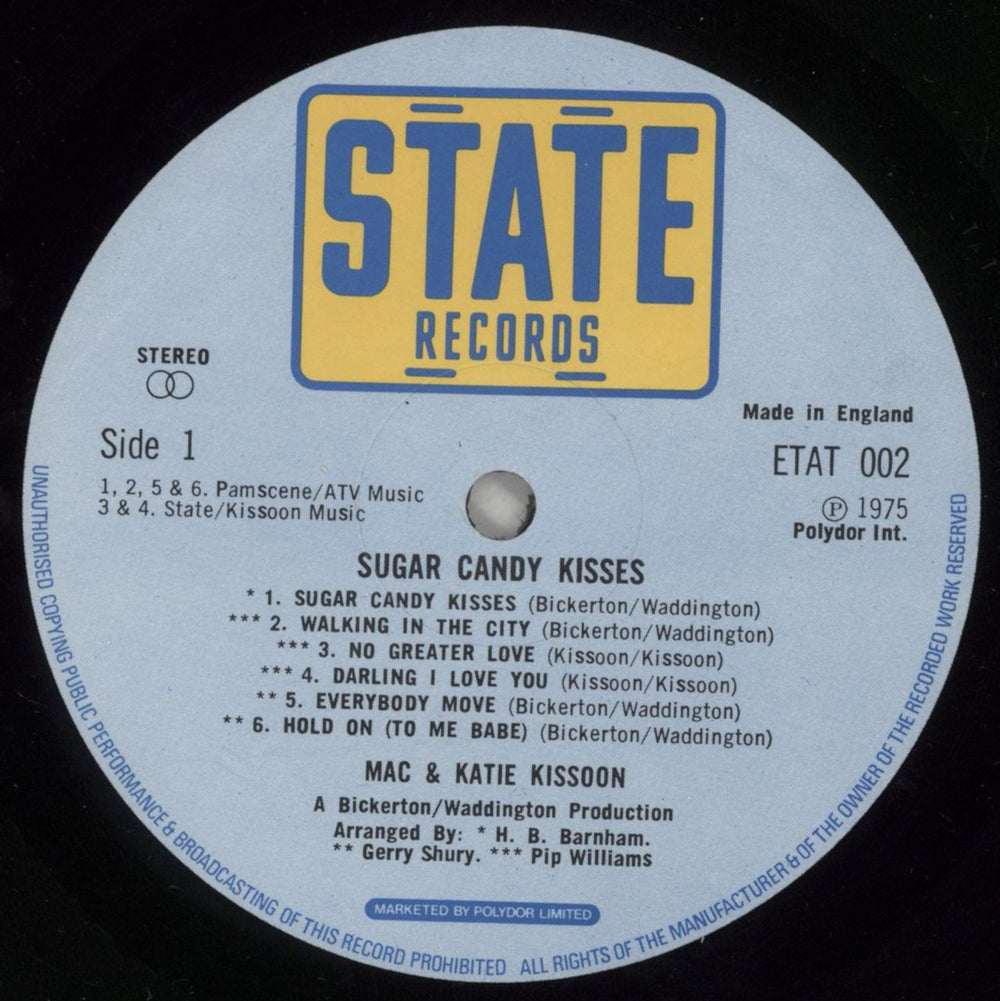 STATE
RECORDS
STEREO
Made in England
Side 1
ETAT 002
1, 2, 5 & 6. Pamscene/ATV Music
3 & 4. State/Kissoon Music
℗ 1975
Polydor Int.
SUGAR CANDY KISSES
* 1. SUGAR CANDY KISSES (Bickerton/Waddington)
*** 2. WALKING IN THE CITY (Bickerton/Waddington)
*** 3. NO GREATER LOVE (Kissoon/Kissoon)
*** 4. DARLING I LOVE YOU (Kissoon/Kissoon)
** 5. EVERYBODY MOVE (Bickerton/Waddington)
** 6. HOLD ON (TO ME BABE) (Bickerton/Waddington)
MAC & KATIE KISSOON
A Bickerton/Waddington Production
Arranged By: * H. B. Barnham.
** Gerry Shury. *** Pip Williams
MARKETED BY POLYDOR LIMITED
UNAUTHORISED COPYING PUBLIC PERFORMANCE & BROADCASTING OF THIS RECORD PROHIBITED ALL RIGHTS OF THE MANUFACTURER & OF THE OWNER OF THE RECORDED WORK RESERVED